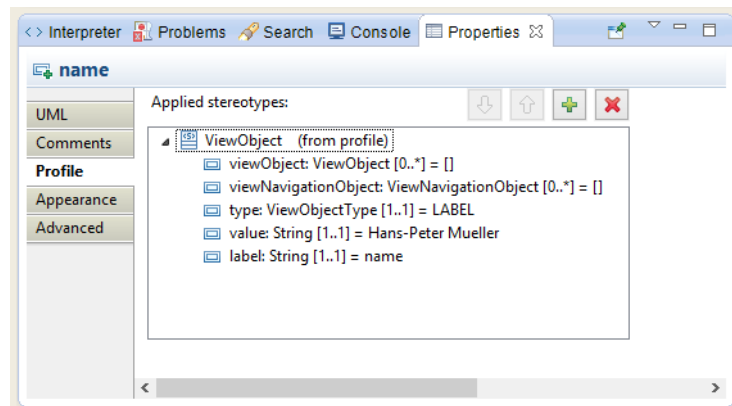 <> Interpreter Problems Search Console Properties
name
Applied stereotypes:
UML
Comments
Profile
Appearance
Advanced
ViewObject (from profile)
viewObject: ViewObject [0..*] = []
viewNavigationObject: ViewNavigationObject [0..*] = []
type: ViewObjectType [1..1] = LABEL
value: String [1..1] = Hans-Peter Mueller
label: String [1..1] = name